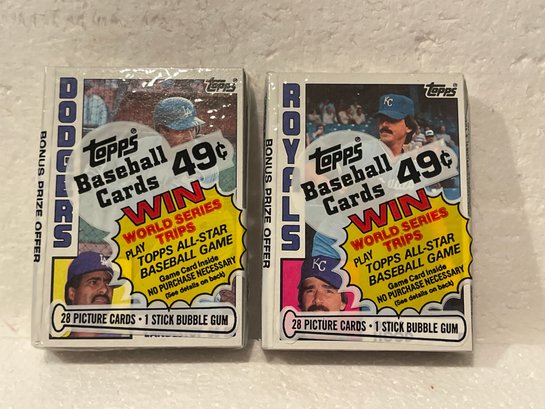 DODGERS
BONUS PRIZE OFFER
Topps®
Topps®
Baseball
Cards 49¢
WIN
WORLD SERIES
TRIPS
PLAY
TOPPS ALL-STAR
BASEBALL GAME
Game Card Inside
NO PURCHASE NECESSARY
(See details on back)
28 PICTURE CARDS • 1 STICK BUBBLE GUM
ROYALS
BONUS PRIZE OFFER
Topps®
KC
Topps®
Baseball
Cards 49¢
WIN
WORLD SERIES
TRIPS
PLAY
TOPPS ALL-STAR
BASEBALL GAME
Game Card Inside
NO PURCHASE NECESSARY
(See details on back)
KC
28 PICTURE CARDS • 1 STICK BUBBLE GUM